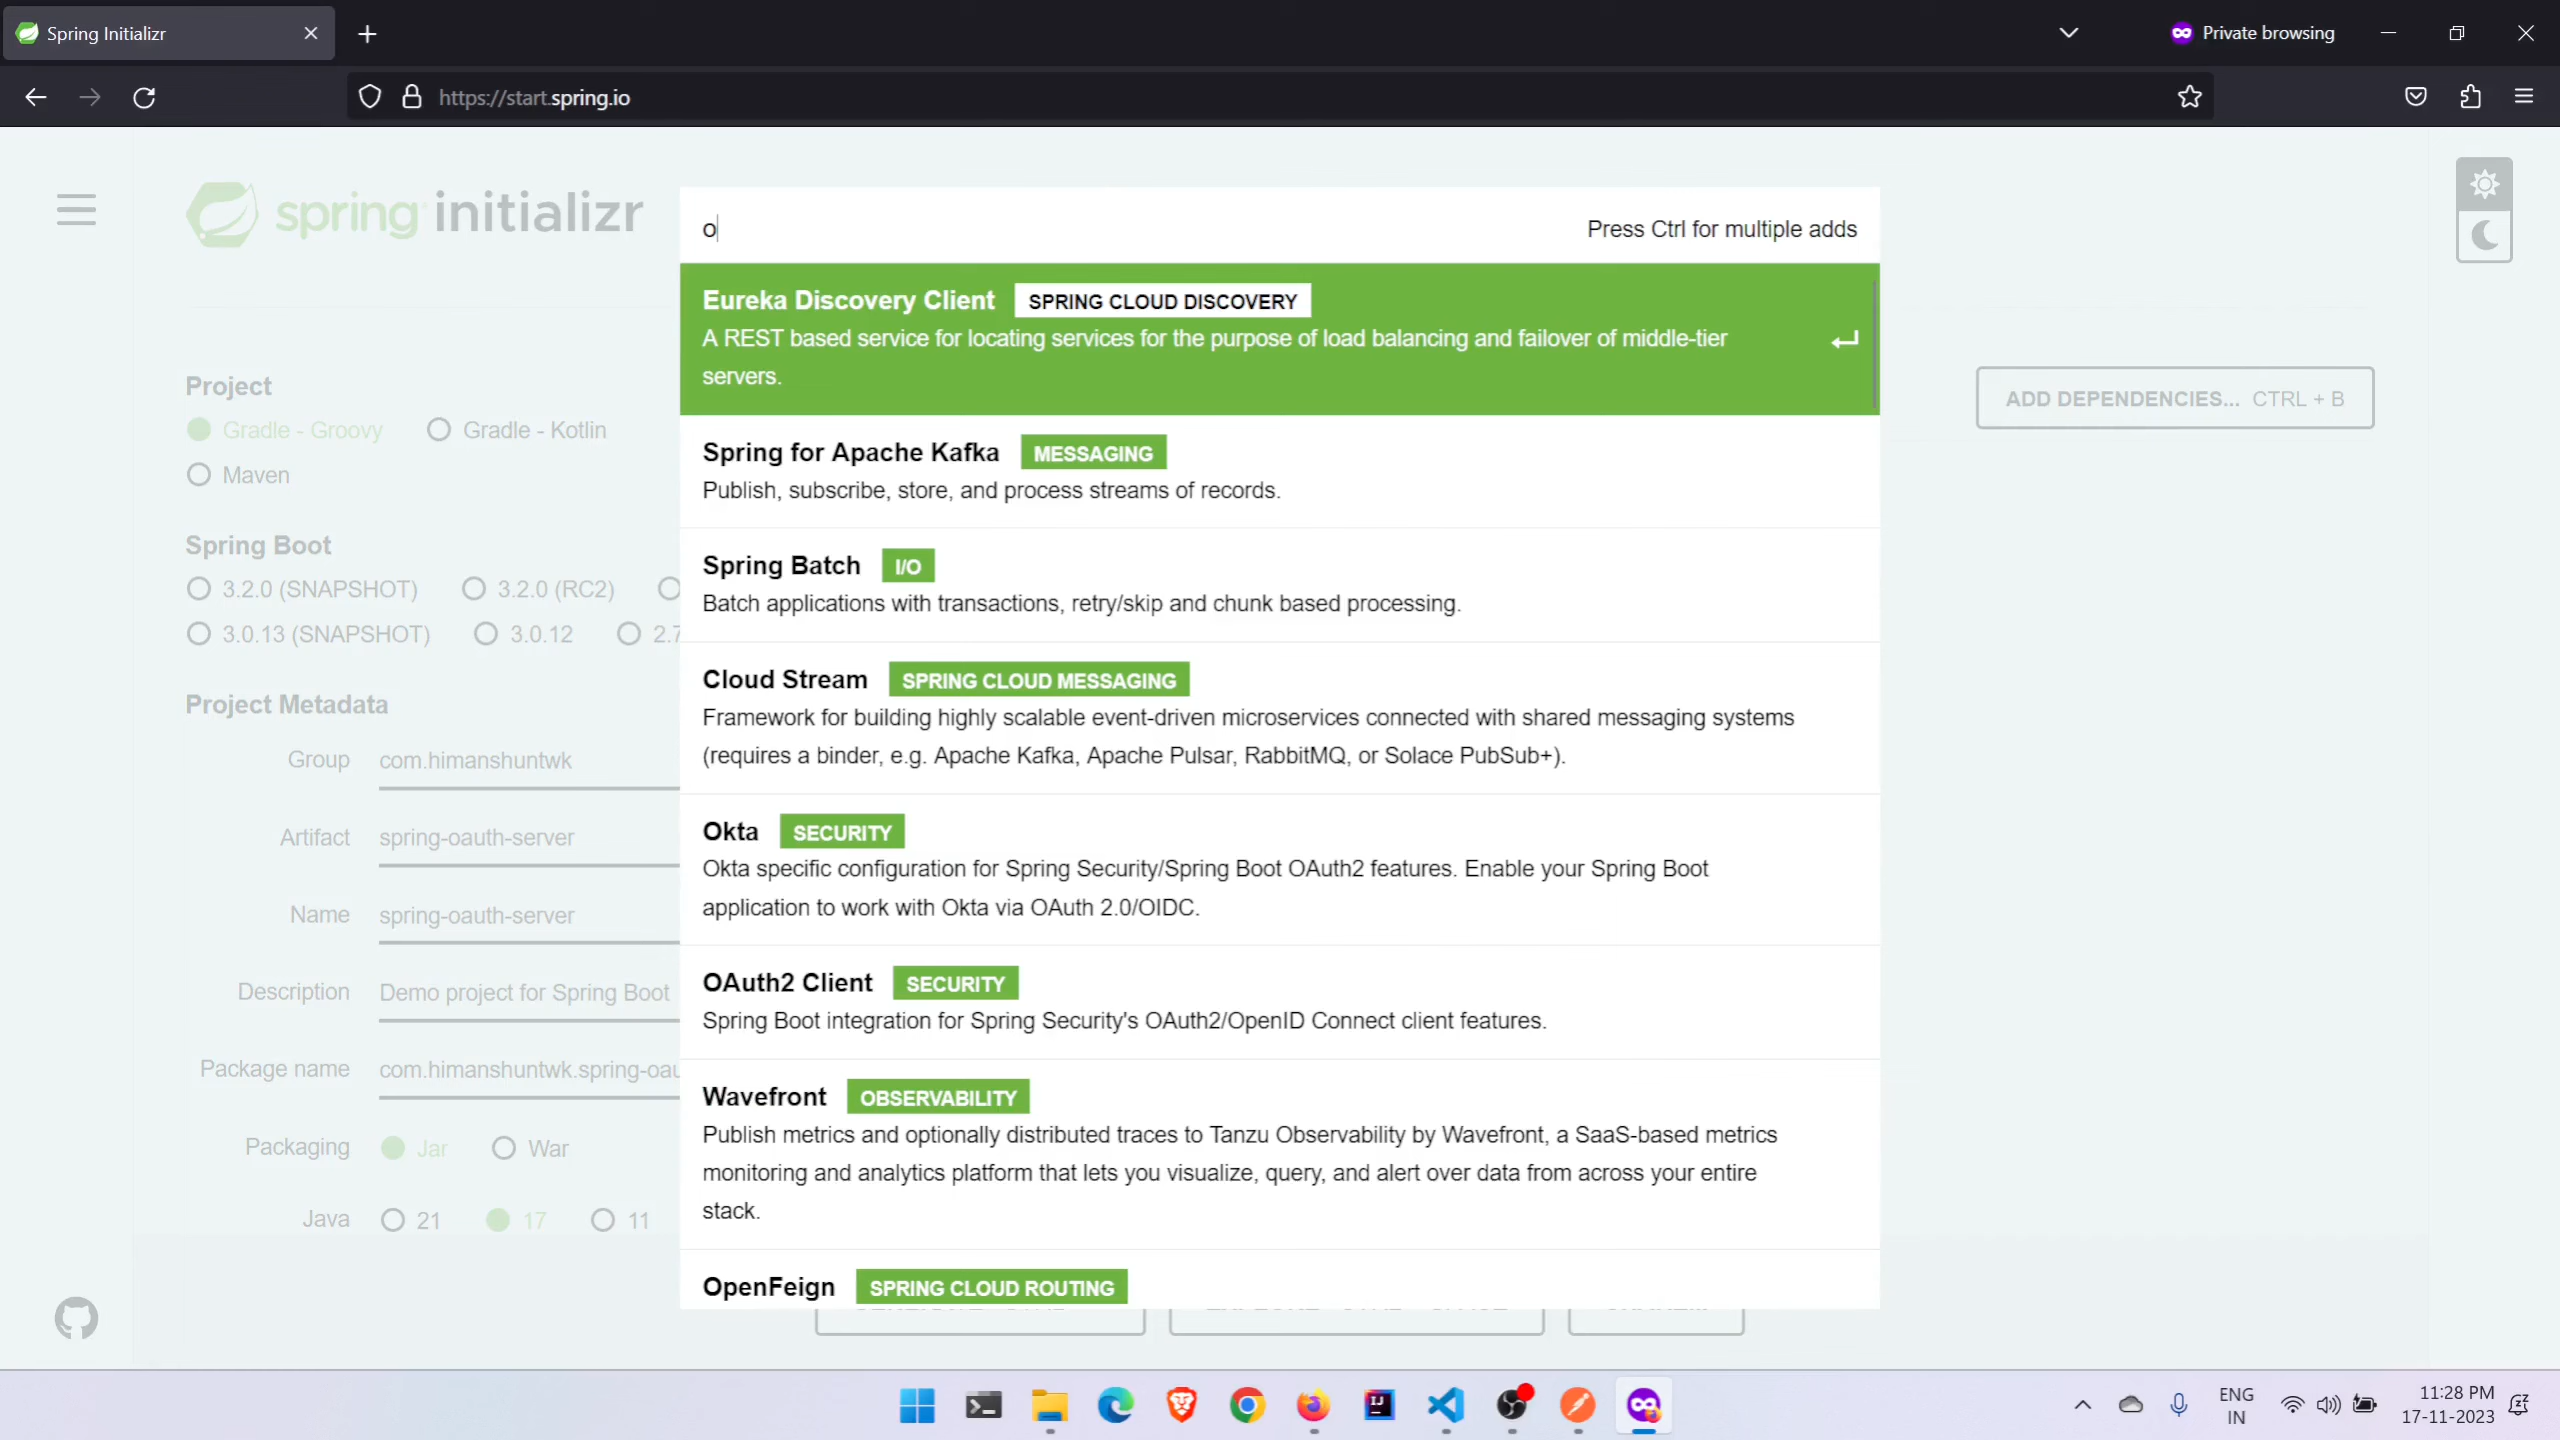 Spring Initializr
Private browsing
https://start.spring.io
spring initializr
o
Press Ctrl for multiple adds
Eureka Discovery Client SPRING CLOUD DISCOVERY
A REST based service for locating services for the purpose of load balancing and failover of middle-tier
servers.
Project
Gradle - Groovy Gradle - Kotlin
Maven
ADD DEPENDENCIES... CTRL + B
Spring for Apache Kafka MESSAGING
Publish, subscribe, store, and process streams of records.
Spring Boot
3.2.0 (SNAPSHOT) 3.2.0 (RC2)
3.0.13 (SNAPSHOT) 3.0.12 2.7
Spring Batch I/O
Batch applications with transactions, retry/skip and chunk based processing.
Cloud Stream SPRING CLOUD MESSAGING
Framework for building highly scalable event-driven microservices connected with shared messaging systems
(requires a binder, e.g. Apache Kafka, Apache Pulsar, RabbitMQ, or Solace PubSub+).
Project Metadata
Group com.himanshuntwk
Artifact spring-oauth-server
Name spring-oauth-server
Description Demo project for Spring Boot
Package name com.himanshuntwk.spring-oau
Packaging Jar War
Java 21 17 11
Okta SECURITY
Okta specific configuration for Spring Security/Spring Boot OAuth2 features. Enable your Spring Boot
application to work with Okta via OAuth 2.0/OIDC.
OAuth2 Client SECURITY
Spring Boot integration for Spring Security's OAuth2/OpenID Connect client features.
Wavefront OBSERVABILITY
Publish metrics and optionally distributed traces to Tanzu Observability by Wavefront, a SaaS-based metrics
monitoring and analytics platform that lets you visualize, query, and alert over data from across your entire
stack.
OpenFeign SPRING CLOUD ROUTING
ENG
IN
11:28 PM
17-11-2023